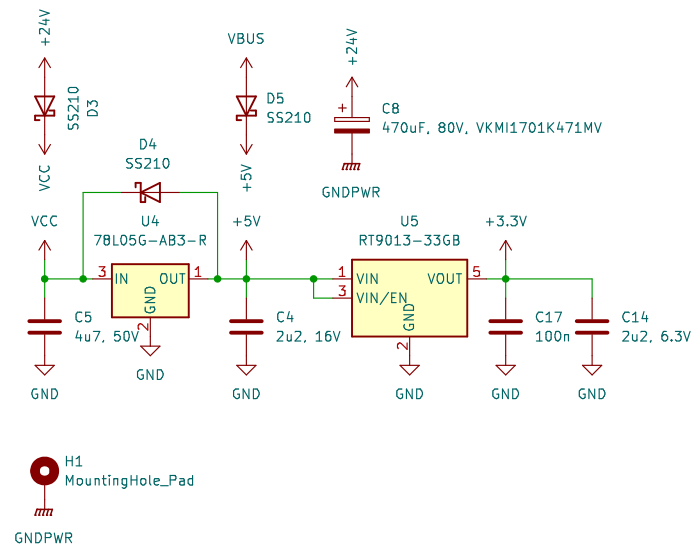 +24V
SS210
D3
VCC
VBUS
D5
SS210
+5V
+24V
+
C8
470uF, 80V, VKMI1701K471MV
GNDPWR
D4
SS210
VCC
U4
78L05G-AB3-R
3
IN
OUT
1
GND
2
GND
C5
4u7, 50V
GND
+5V
C4
2u2, 16V
GND
U5
RT9013-33GB
1
VIN
3
VIN/EN
VOUT
5
GND
2
GND
+3.3V
C17
100n
GND
C14
2u2, 6.3V
GND
H1
MountingHole_Pad
GNDPWR